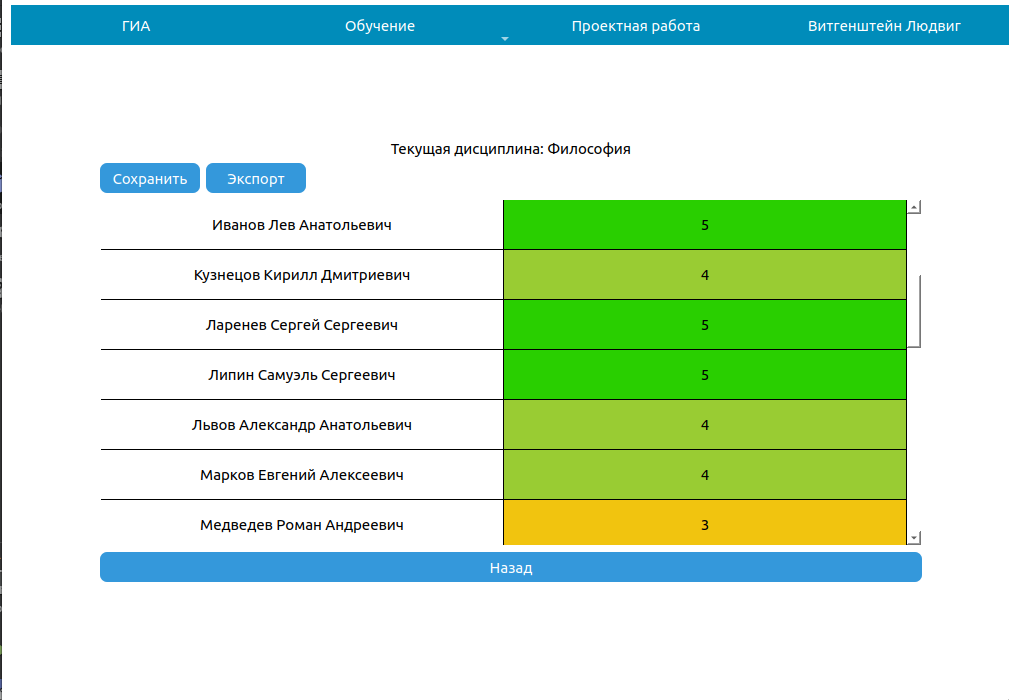 ГИА Обучение Проектная работа Витгенштейн Людвиг
Текущая дисциплина: Философия
Сохранить Экспорт
Иванов Лев Анатольевич 5
Кузнецов Кирилл Дмитриевич 4
Ларенев Сергей Сергеевич 5
Липин Самуэль Сергеевич 5
Львов Александр Анатольевич 4
Марков Евгений Алексеевич 4
Медведев Роман Андреевич 3
Назад